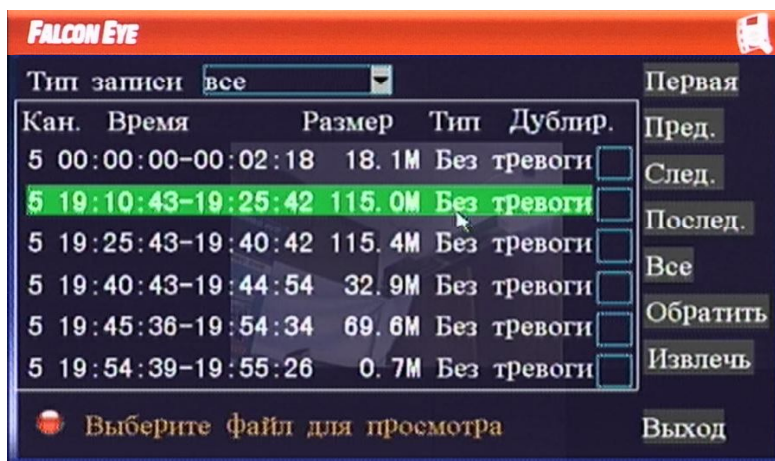 FALCON EYE
Тип записи все
Кан. Время Размер Тип Дублир.
5 00:00:00-00:02:18 18.1M Без тревоги
5 19:10:43-19:25:42 115.0M Без тревоги
5 19:25:43-19:40:42 115.4M Без тревоги
5 19:40:43-19:44:54 32.9M Без тревоги
5 19:45:36-19:54:34 69.6M Без тревоги
5 19:54:39-19:55:26 0.7M Без тревоги
Выберите файл для просмотра
Первая
Пред.
След.
Послед.
Все
Обратить
Извлечь
Выход